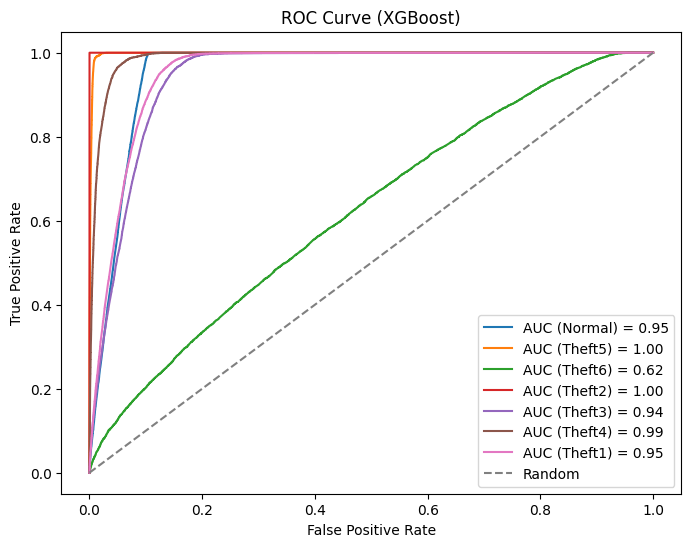 ROC Curve (XGBoost)
True Positive Rate
1.0
0.8
0.6
0.4
0.2
0.0
AUC (Normal) = 0.95
AUC (Theft5) = 1.00
AUC (Theft6) = 0.62
AUC (Theft2) = 1.00
AUC (Theft3) = 0.94
AUC (Theft4) = 0.99
AUC (Theft1) = 0.95
Random
0.0 0.2 0.4 0.6 0.8 1.0
False Positive Rate